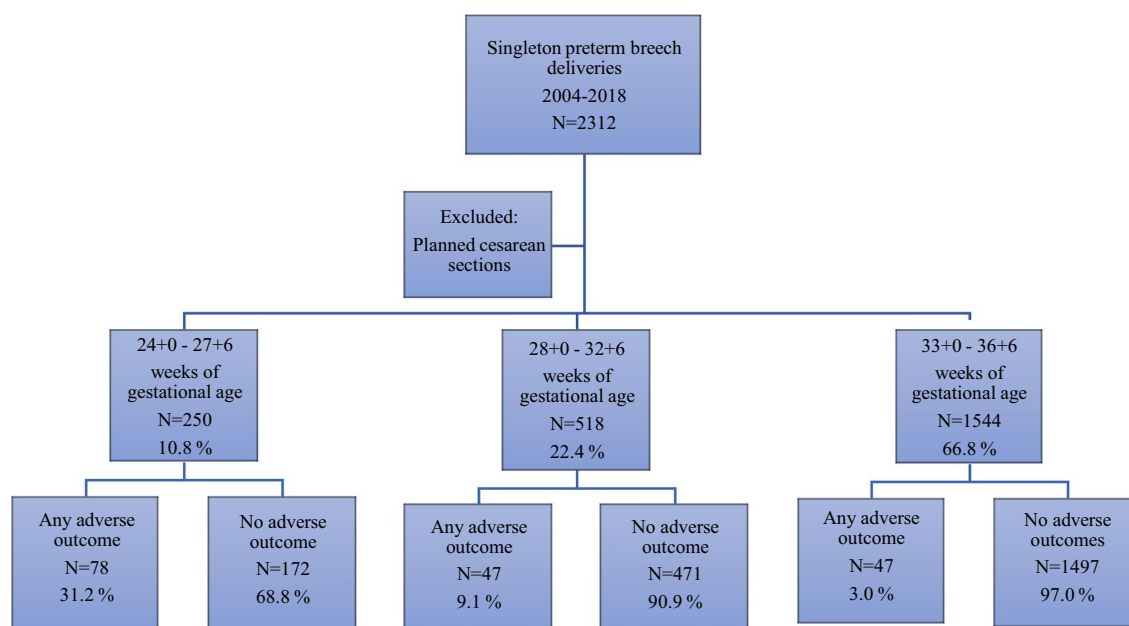 Singleton preterm breech
deliveries
2004-2018
N=2312
Excluded:
Planned cesarean
sections
24+0 - 27+6
weeks of
gestational age
N=250
10.8 %
28+0 - 32+6
weeks of
gestational age
N=518
22.4 %
33+0 - 36+6
weeks of
gestational age
N=1544
66.8 %
Any adverse
outcome
N=78
31.2 %
No adverse
outcome
N=172
68.8 %
Any adverse
outcome
N=47
9.1 %
No adverse
outcome
N=471
90.9 %
Any adverse
outcome
N=47
3.0 %
No adverse
outcomes
N=1497
97.0 %